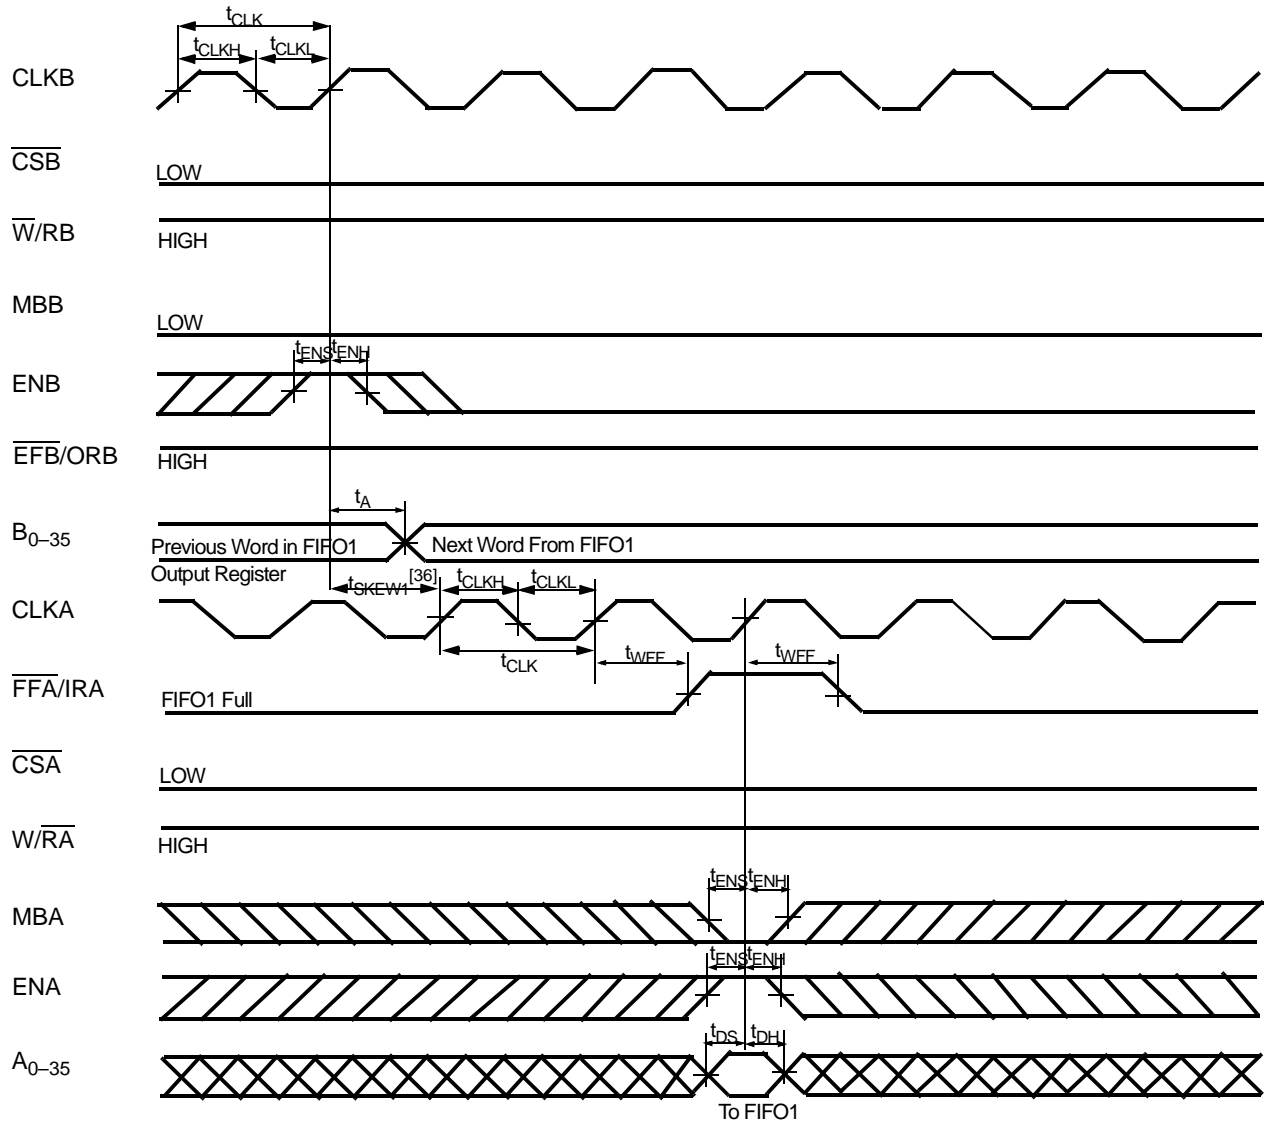 tCLK
tCLKH tCLKL
CLKB
CSB
LOW
W/RB
HIGH
MBB
LOW
tENS tENH
ENB
EFB/ORB
HIGH
tA
B0–35
Previous Word in FIFO1 Next Word From FIFO1
Output Register
tSKEW1[36] tCLKH tCLKL
CLKA
tCLK tWFF tWFF
FFA/IRA
FIFO1 Full
CSA
LOW
W/RA
HIGH
tENS tENH
MBA
tENS tENH
ENA
tDS tDH
A0–35
To FIFO1